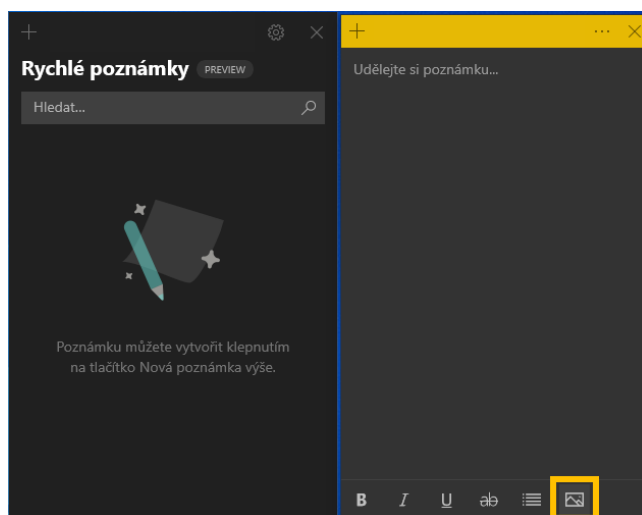 Rychlé poznámky PREVIEW
Hledat...
Poznámku můžete vytvořit klepnutím
na tlačítko Nová poznámka výše.
Udělejte si poznámku...
B I U ab